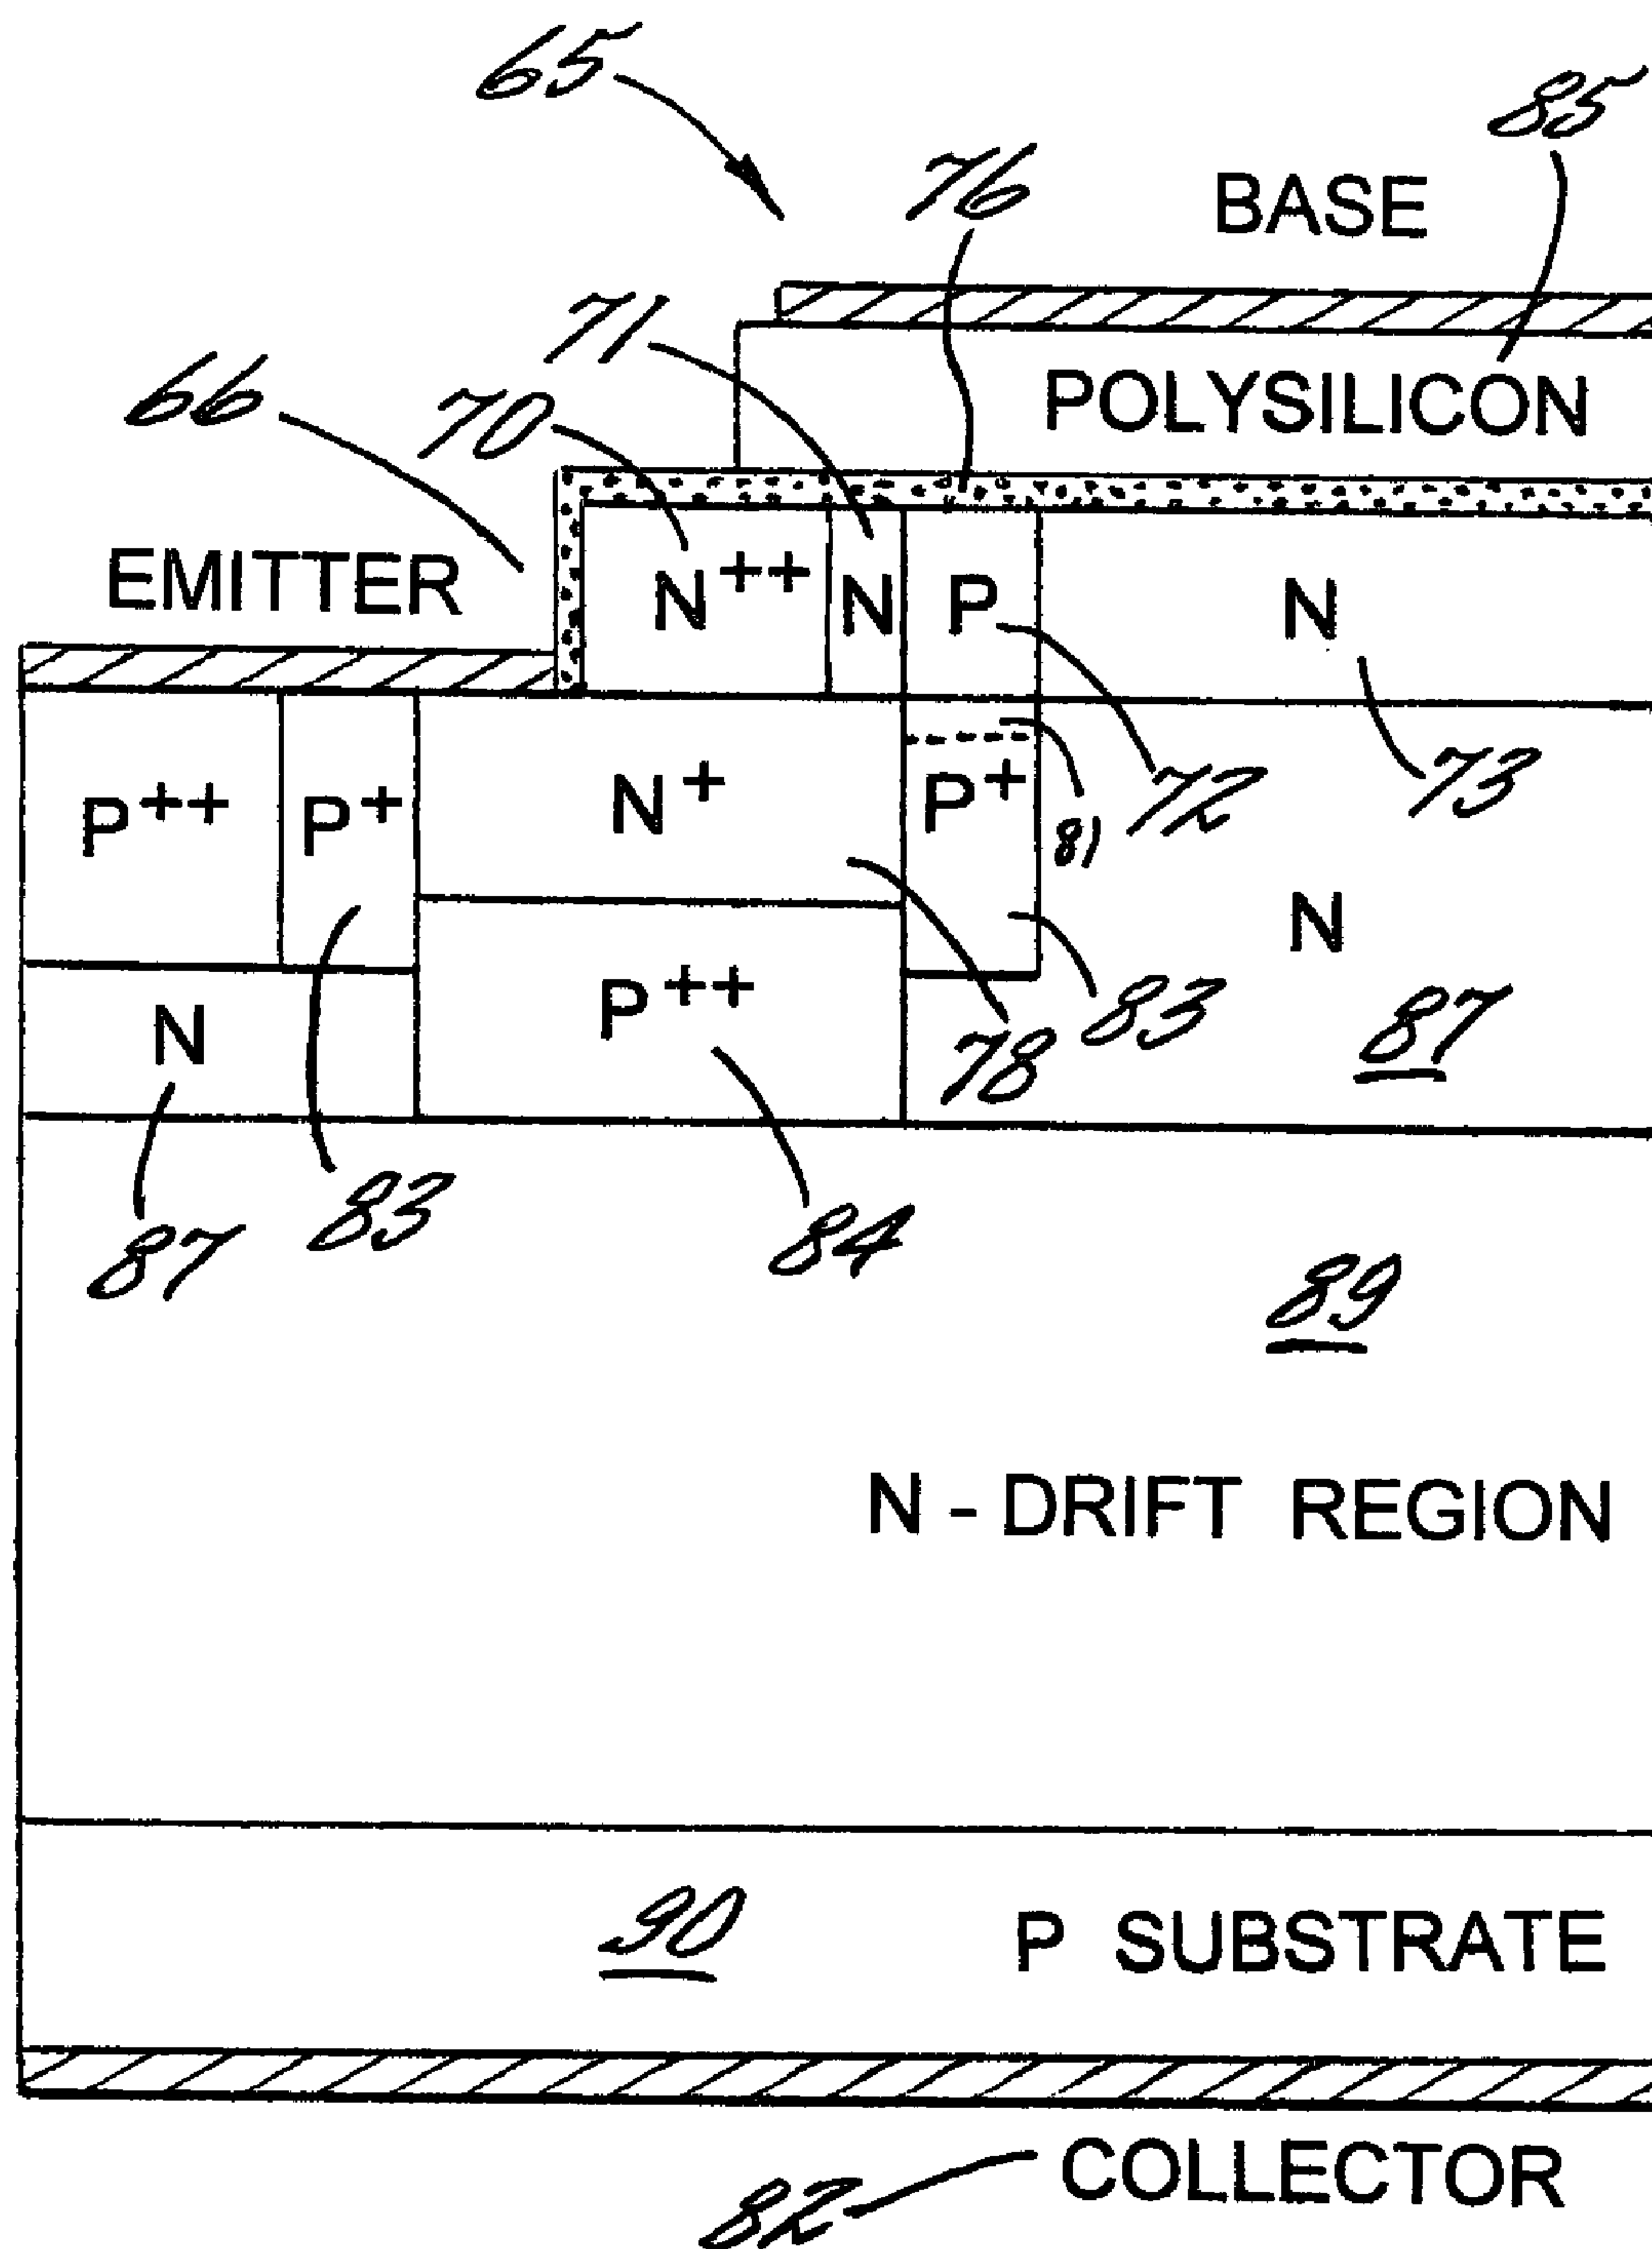 65
85
76
BASE
71
66
70
POLYSILICON
EMITTER
N++
N
P
N
P++
P+
N+
P+
81
72
73
N
N
P++
78
83
87
87
83
84
89
N - DRIFT REGION
90
P SUBSTRATE
82
COLLECTOR